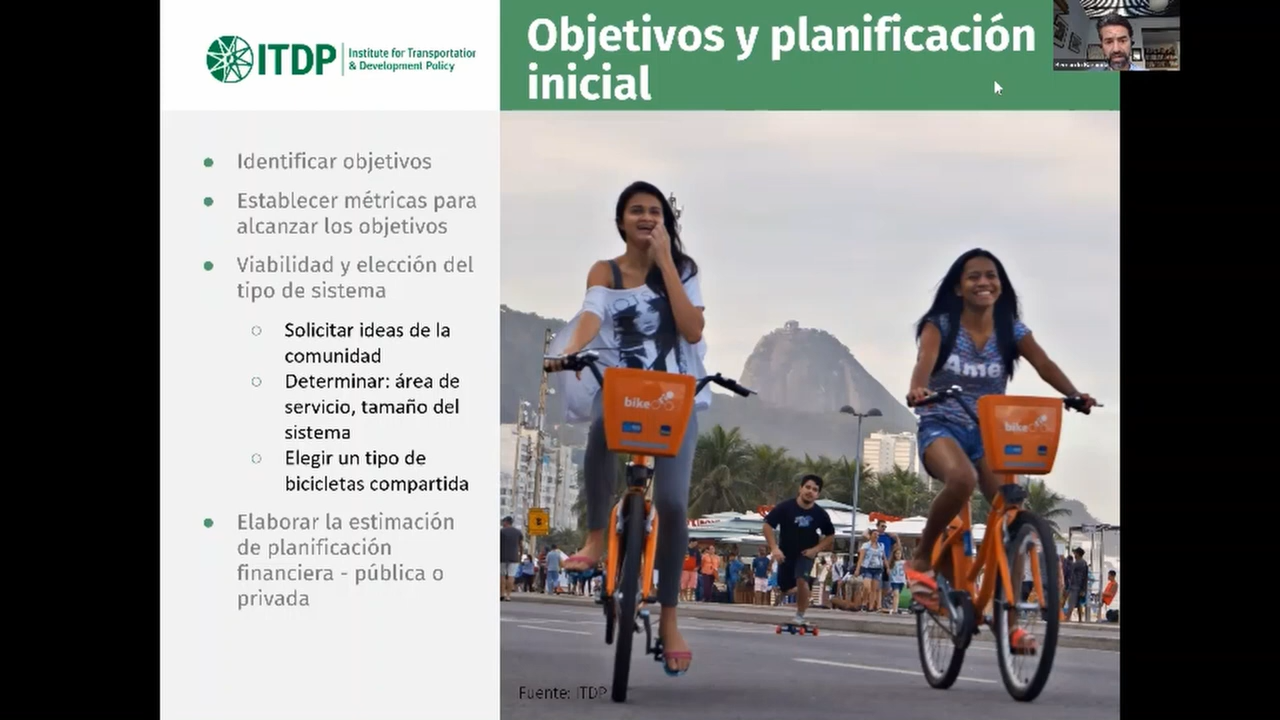 ITDP
Institute for Transportation
& Development Policy
Objetivos y planificación
inicial
Identificar objetivos
Establecer métricas para
alcanzar los objetivos
Viabilidad y elección del
tipo de sistema
Solicitar ideas de la
comunidad
Determinar: área de
servicio, tamaño del
sistema
Elegir un tipo de
bicicletas compartida
Elaborar la estimación
de planificación
financiera - pública o
privada
bike
bike
Ame
Fuente: ITDP